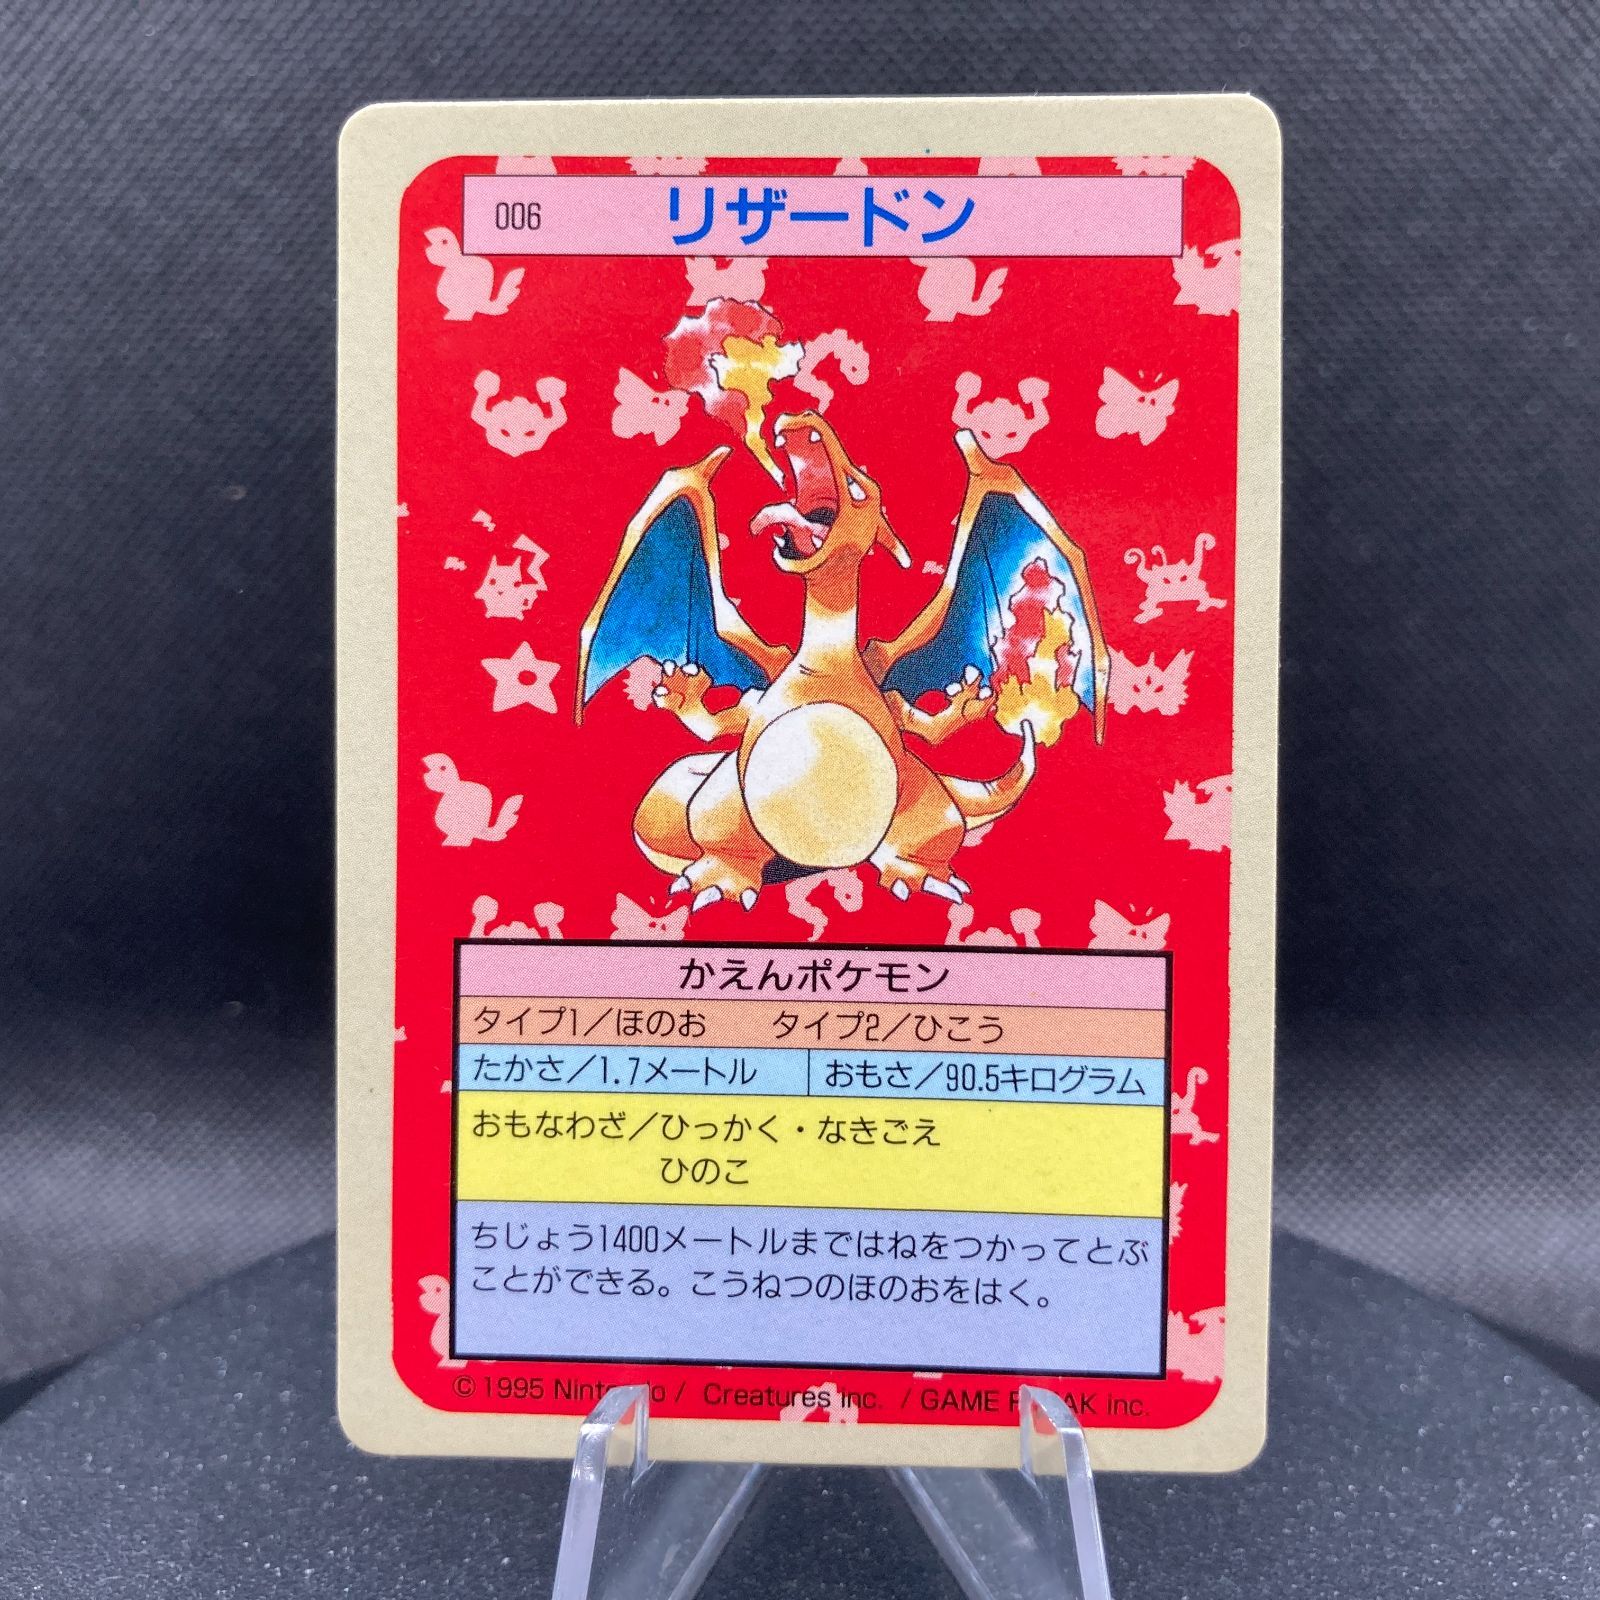 006 リザードン
かえんポケモン
タイプ1／ほのお タイプ2／ひこう
たかさ／1.7メートル おもさ／90.5キログラム
おもなわざ／ひっかく・なきごえ
ひのこ
ちじょう1400メートルまではねをつかってとぶ
ことができる。こうねつのほのおをはく。
© 1995 Nintendo / Creatures inc. / GAME FREAK inc.